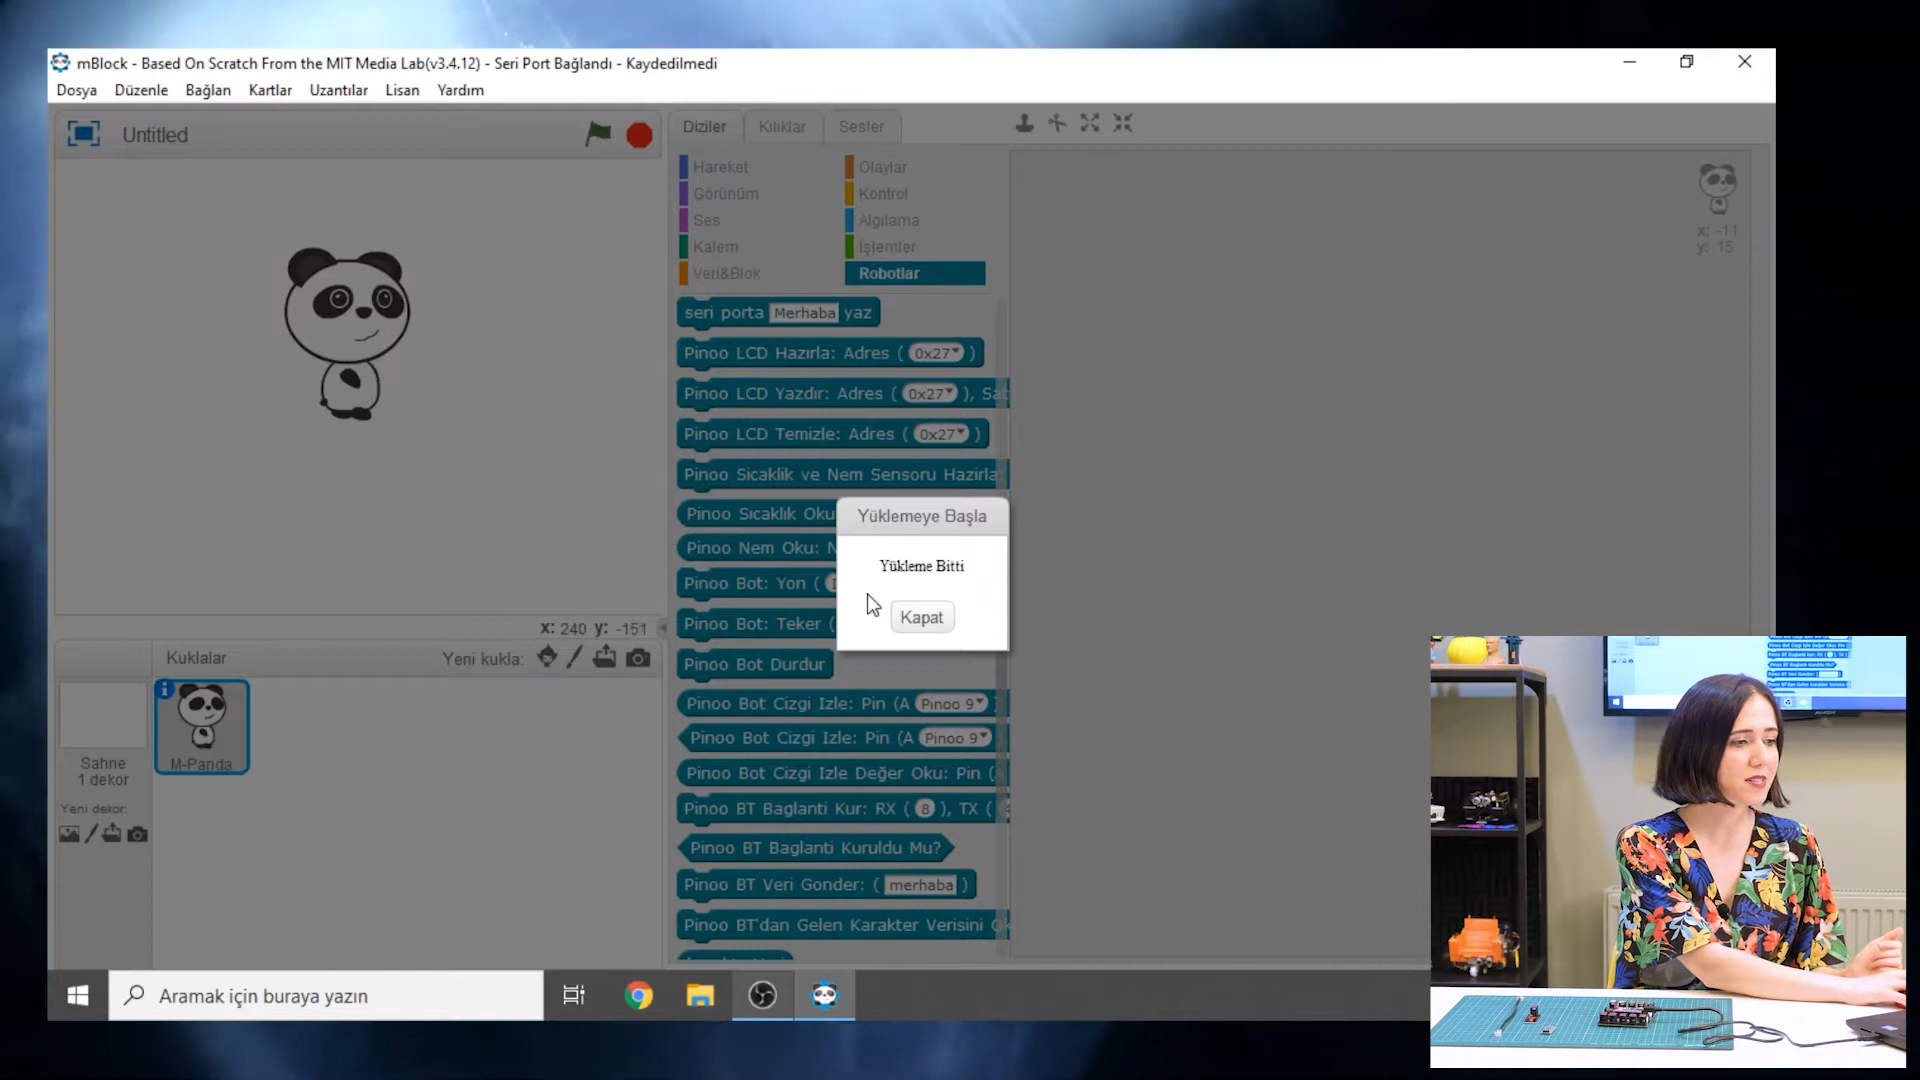 mBlock - Based On Scratch From the MIT Media Lab(v3.4.12) - Seri Port Bağlandı - Kaydedilmedi
Dosya Düzenle Bağlan Kartlar Uzantılar Lisan Yardım
Untitled
Diziler Kılıklar Sesler
Hareket Olaylar
Görünüm Kontrol
Ses Algılama
Kalem İşlemler
Veri&Blok Robotlar
x: -11
y: 15
seri porta Merhaba yaz
Pinoo LCD Hazırla: Adres ( 0x27 )
Pinoo LCD Yazdır: Adres ( 0x27 ), Sat
Pinoo LCD Temizle: Adres ( 0x27 )
Pinoo Sicaklik ve Nem Sensoru Hazirla
Pinoo Sıcaklık Oku
Pinoo Nem Oku: N
Pinoo Bot: Yon (
Pinoo Bot: Teker (
Pinoo Bot Durdur
Pinoo Bot Cizgi Izle: Pin (A Pinoo 9
Pinoo Bot Cizgi Izle: Pin (A Pinoo 9
Pinoo Bot Cizgi Izle Değer Oku: Pin (
Pinoo BT Baglanti Kur: RX ( 8 ), TX (
Pinoo BT Baglanti Kuruldu Mu?
Pinoo BT Veri Gonder: ( merhaba )
Pinoo BT'dan Gelen Karakter Verisini
Yüklemeye Başla
Yükleme Bitti
Kapat
x: 240 y: -151
Kuklalar Yeni kukla:
M-Panda
Sahne
1 dekor
Yeni dekor:
Aramak için buraya yazın